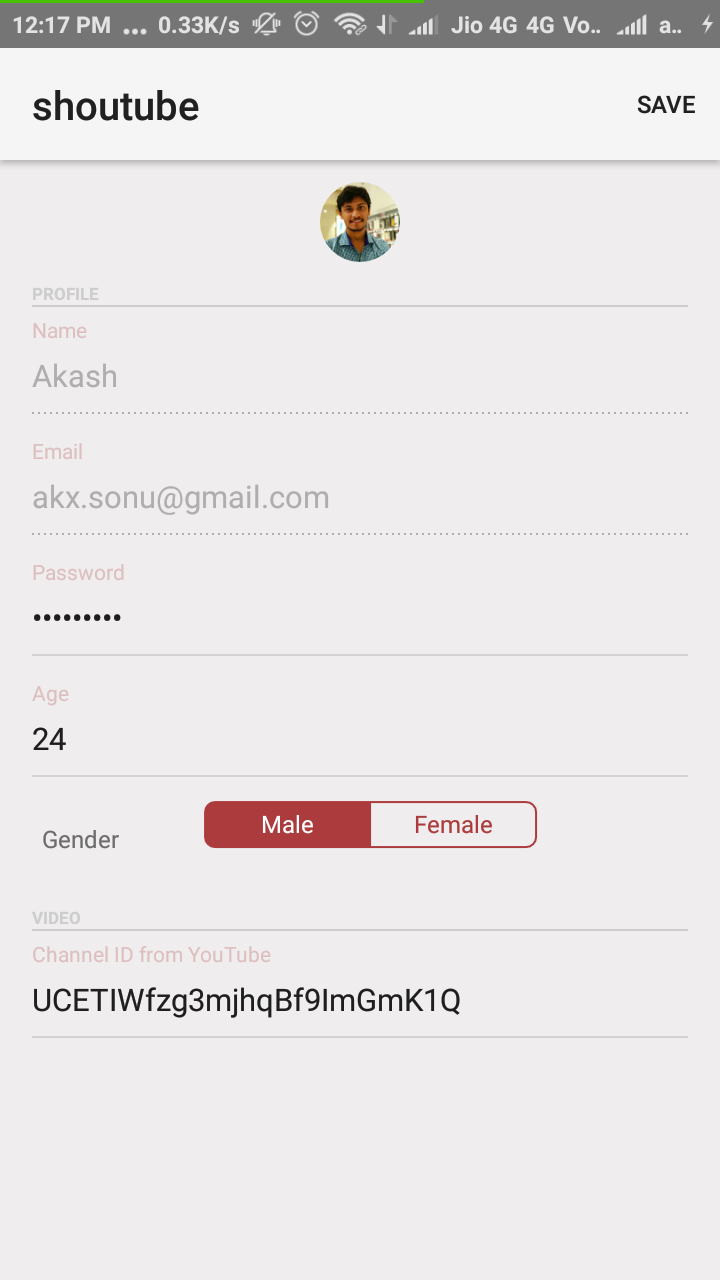 12:17 PM ... 0.33K/s Jio 4G 4G Vo.. a..
shoutube
SAVE
PROFILE
Name
Akash
Email
akx.sonu@gmail.com
Password
•••••••••
Age
24
Gender Male Female
VIDEO
Channel ID from YouTube
UCETIWfzg3mjhqBf9ImGmK1Q